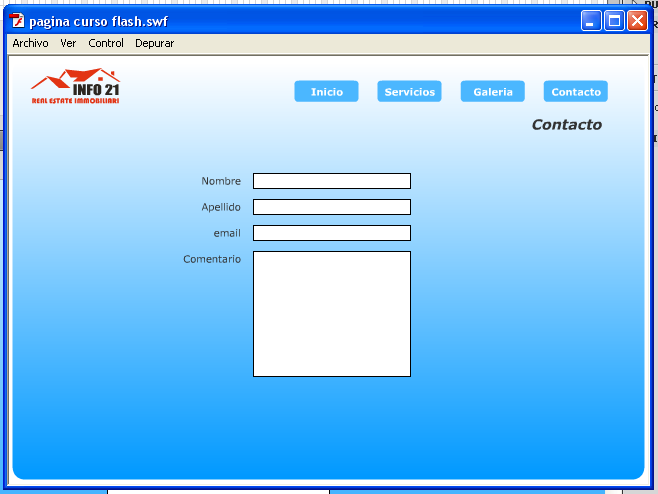 pagina curso flash.swf
Archivo Ver Control Depurar
INFO 21
REAL ESTATE IMMOBILIARI
Inicio Servicios Galeria Contacto
Contacto
Nombre
Apellido
email
Comentario